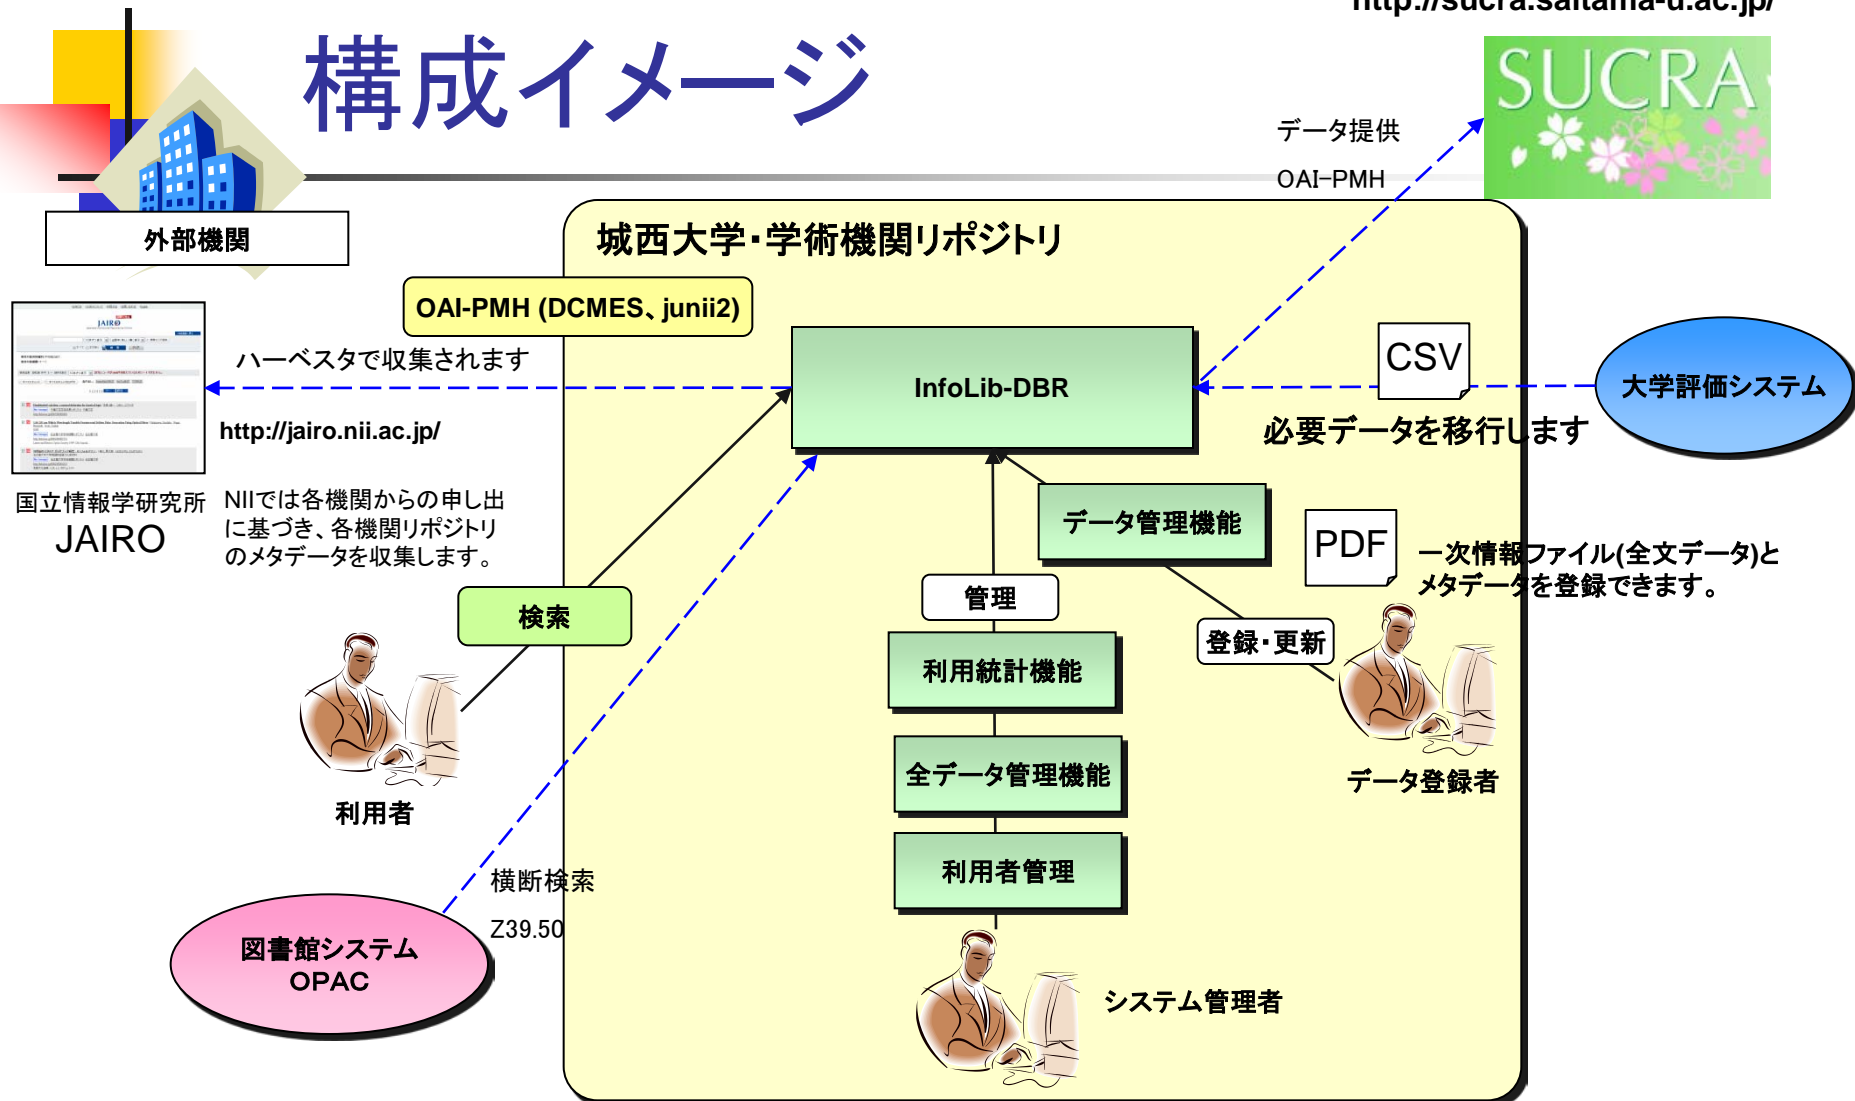 http://sucra.saitama-u.ac.jp/
構成イメージ
SUCRA
データ提供
OAI-PMH
外部機関
城西大学・学術機関リポジトリ
OAI-PMH (DCMES、junii2)
JAIRO
ハーベスタで収集されます
InfoLib-DBR
CSV
大学評価システム
必要データを移行します
http://jairo.nii.ac.jp/
国立情報学研究所
JAIRO
NIIでは各機関からの申し出
に基づき、各機関リポジトリ
のメタデータを収集します。
データ管理機能
PDF
一次情報ファイル(全文データ)と
メタデータを登録できます。
管理
検索
登録・更新
利用統計機能
全データ管理機能
データ登録者
利用者
利用者管理
横断検索
Z39.50
図書館システム
OPAC
システム管理者